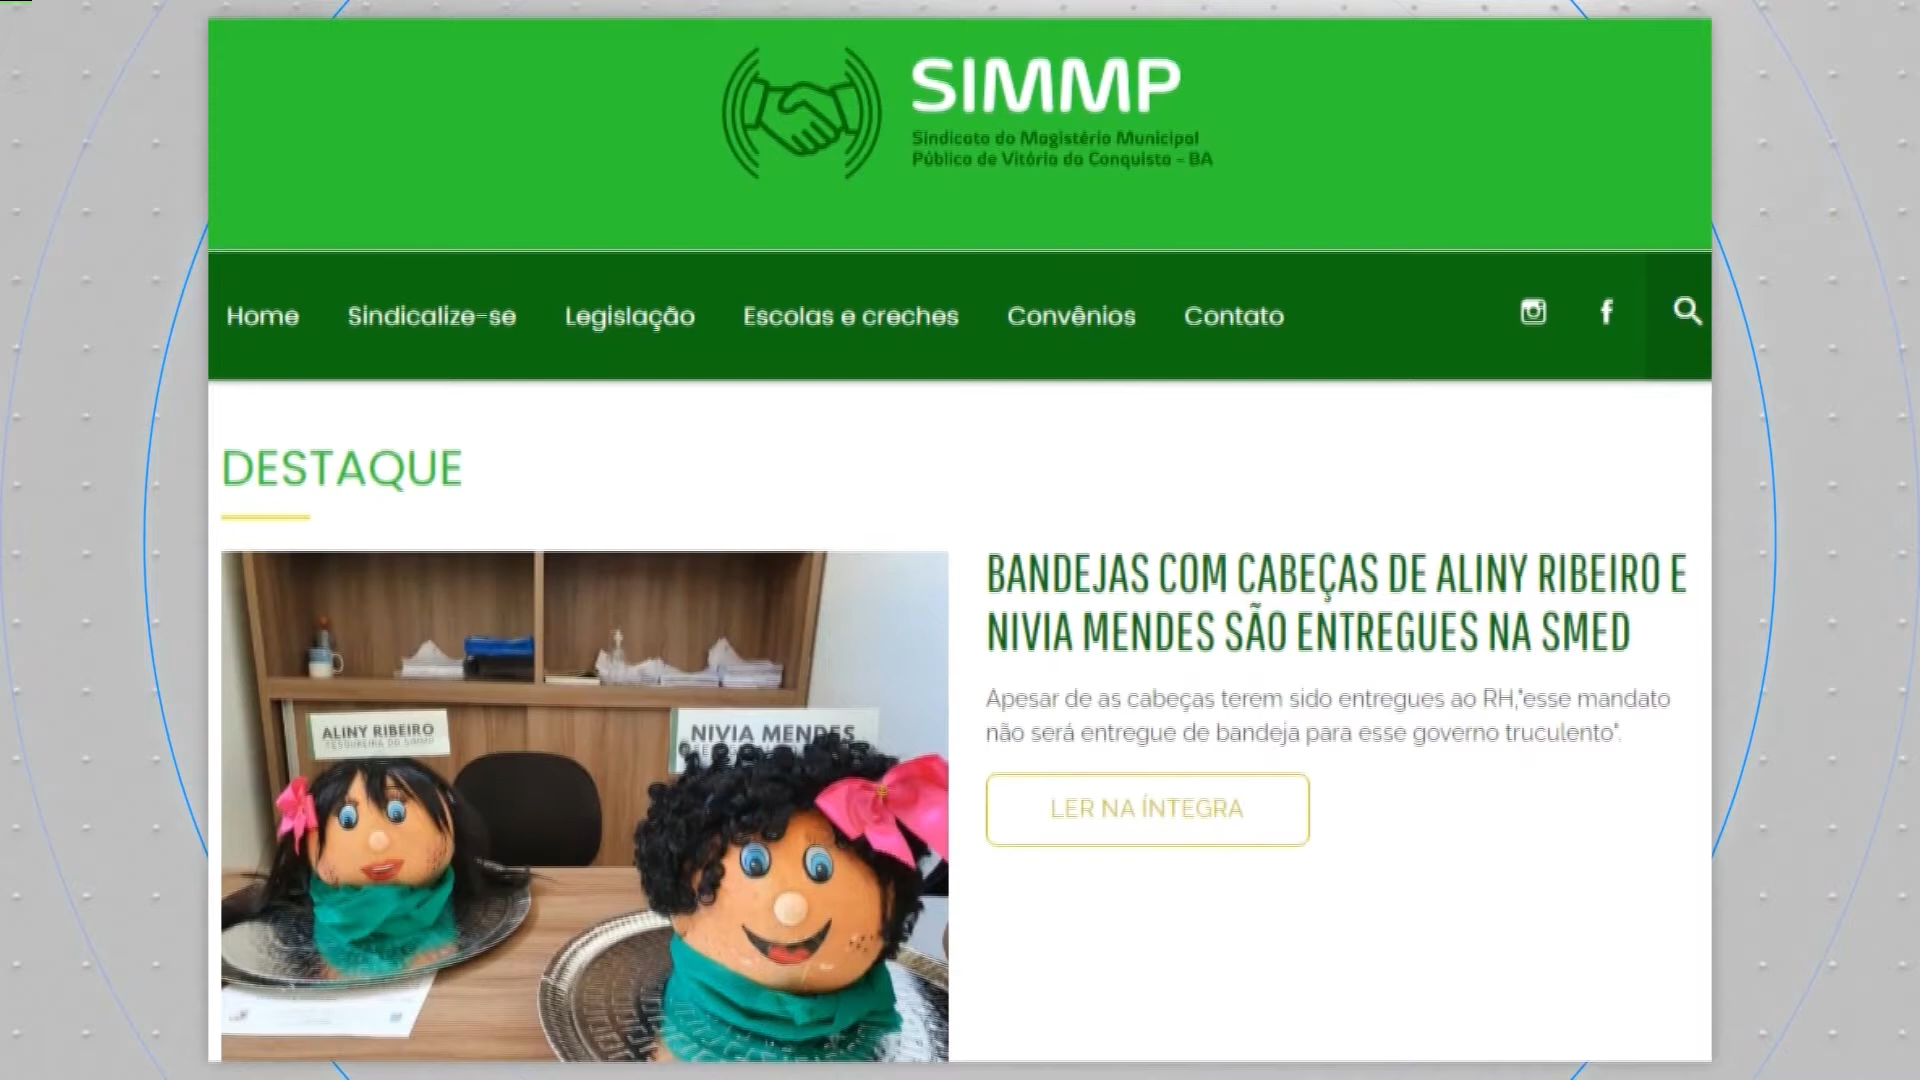 SIMMP
Sindicato do Magistério Municipal
Público de Vitória da Conquista - BA
Home Sindicalize-se Legislação Escolas e creches Convênios Contato
DESTAQUE
BANDEJAS COM CABEÇAS DE ALINY RIBEIRO E
NIVIA MENDES SÃO ENTREGUES NA SMED
Apesar de as cabeças terem sido entregues ao RH,"esse mandato
não será entregue de bandeja para esse governo truculento".
LER NA ÍNTEGRA
ALINY RIBEIRO
TESOUREIRA DO SIMMP
NIVIA MENDES